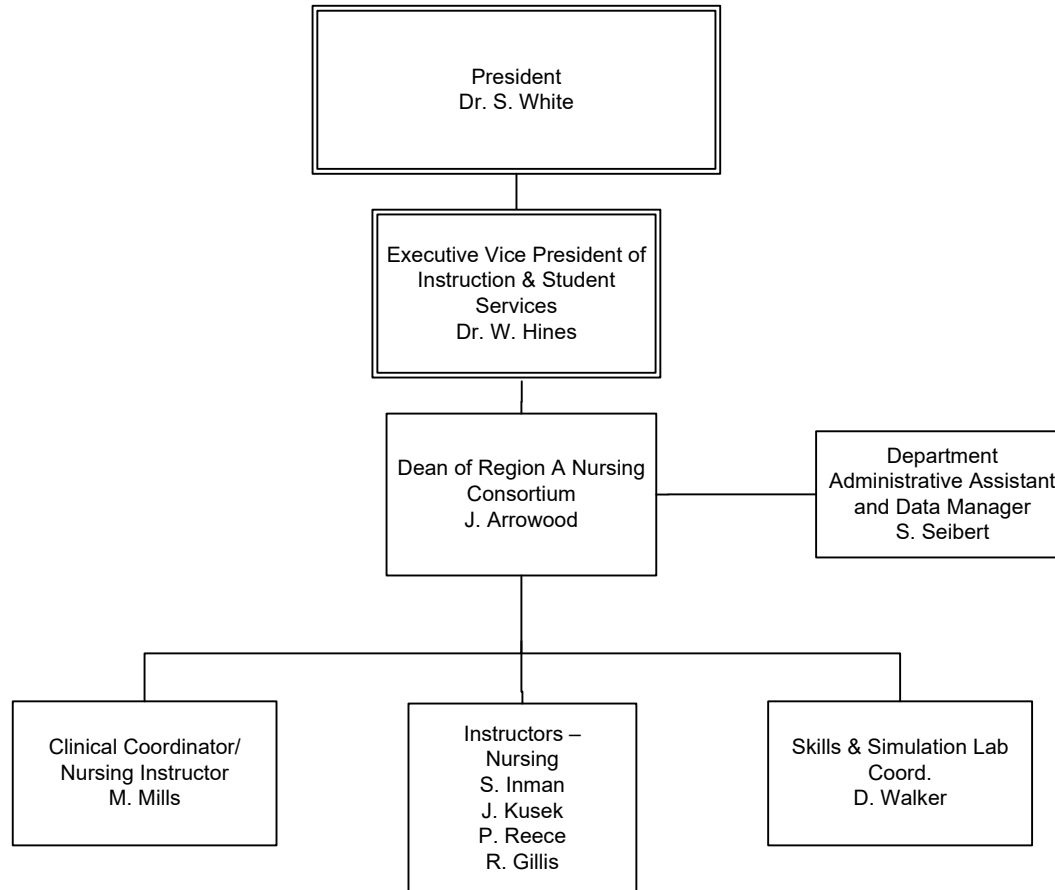 President
Dr. S. White
Executive Vice President of
Instruction & Student
Services
Dr. W. Hines
Dean of Region A Nursing
Consortium
J. Arrowood
Department
Administrative Assistant
and Data Manager
S. Seibert
Clinical Coordinator/
Nursing Instructor
M. Mills
Instructors –
Nursing
S. Inman
J. Kusek
P. Reece
R. Gillis
Skills & Simulation Lab
Coord.
D. Walker